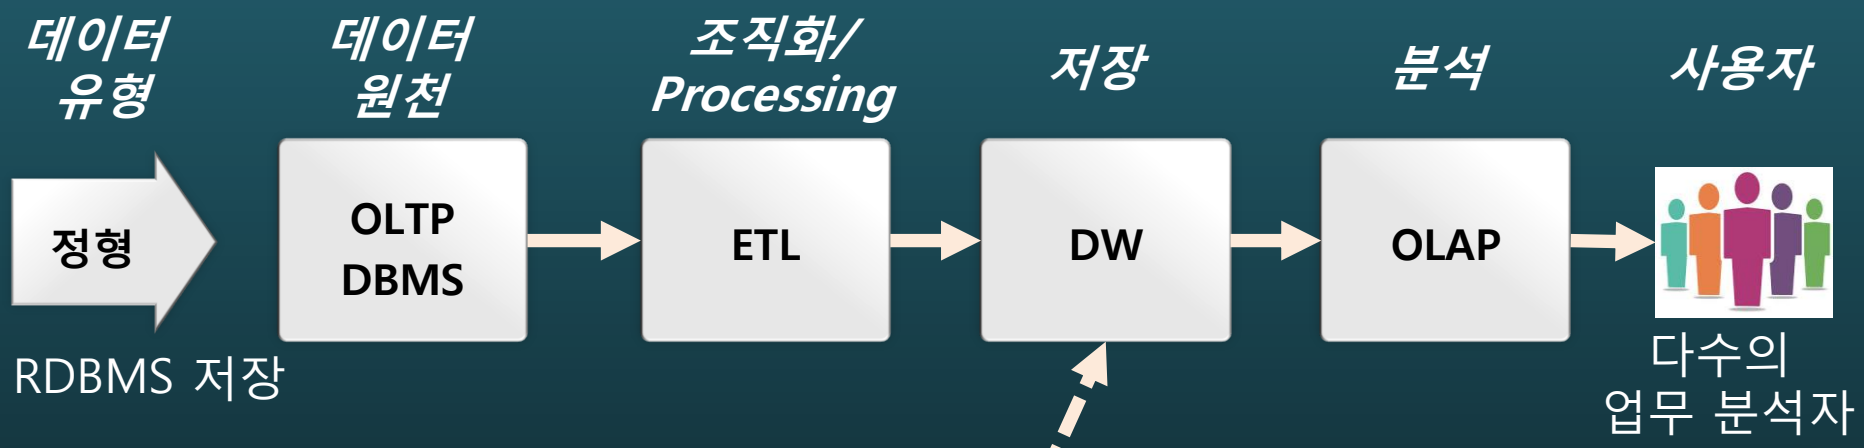 데이터
유형
데이터
원천
조직화/
Processing
저장
분석
사용자
정형
OLTP
DBMS
ETL
DW
OLAP
RDBMS 저장
다수의
업무 분석자